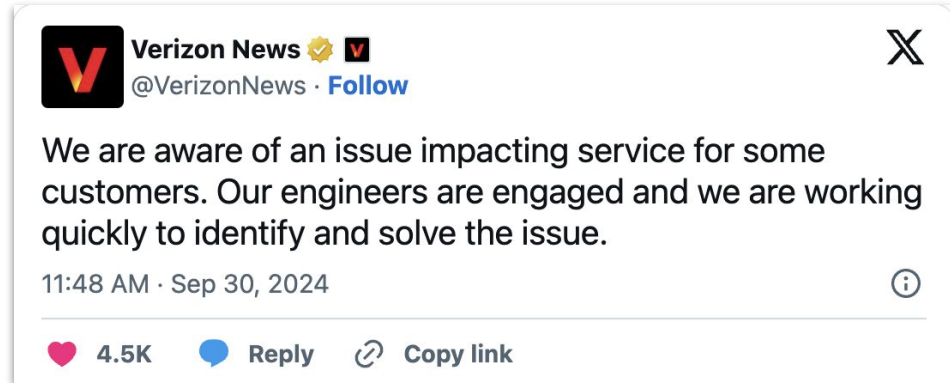 Verizon News
@VerizonNews · Follow
We are aware of an issue impacting service for some
customers. Our engineers are engaged and we are working
quickly to identify and solve the issue.
11:48 AM · Sep 30, 2024
4.5K Reply Copy link